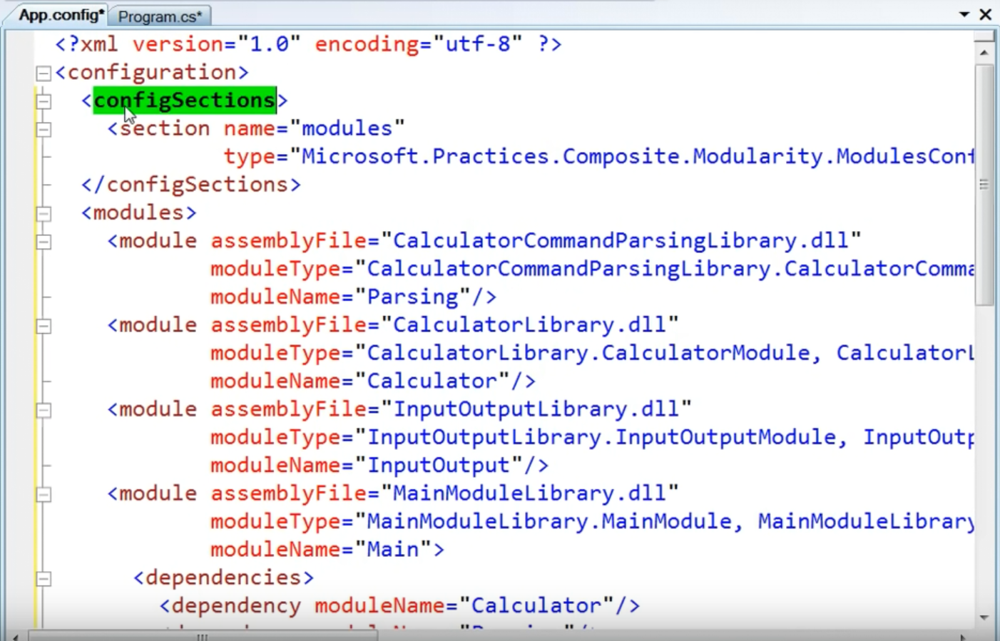 App.config* Program.cs*
<?xml version="1.0" encoding="utf-8" ?>
<configuration>
<configSections>
<section name="modules"
type="Microsoft.Practices.Composite.Modularity.ModulesConf
</configSections>
<modules>
<module assemblyFile="CalculatorCommandParsingLibrary.dll"
moduleType="CalculatorCommandParsingLibrary.CalculatorComma
moduleName="Parsing"/>
<module assemblyFile="CalculatorLibrary.dll"
moduleType="CalculatorLibrary.CalculatorModule, CalculatorL
moduleName="Calculator"/>
<module assemblyFile="InputOutputLibrary.dll"
moduleType="InputOutputLibrary.InputOutputModule, InputOutp
moduleName="InputOutput"/>
<module assemblyFile="MainModuleLibrary.dll"
moduleType="MainModuleLibrary.MainModule, MainModuleLibrary
moduleName="Main">
<dependencies>
<dependency moduleName="Calculator"/>